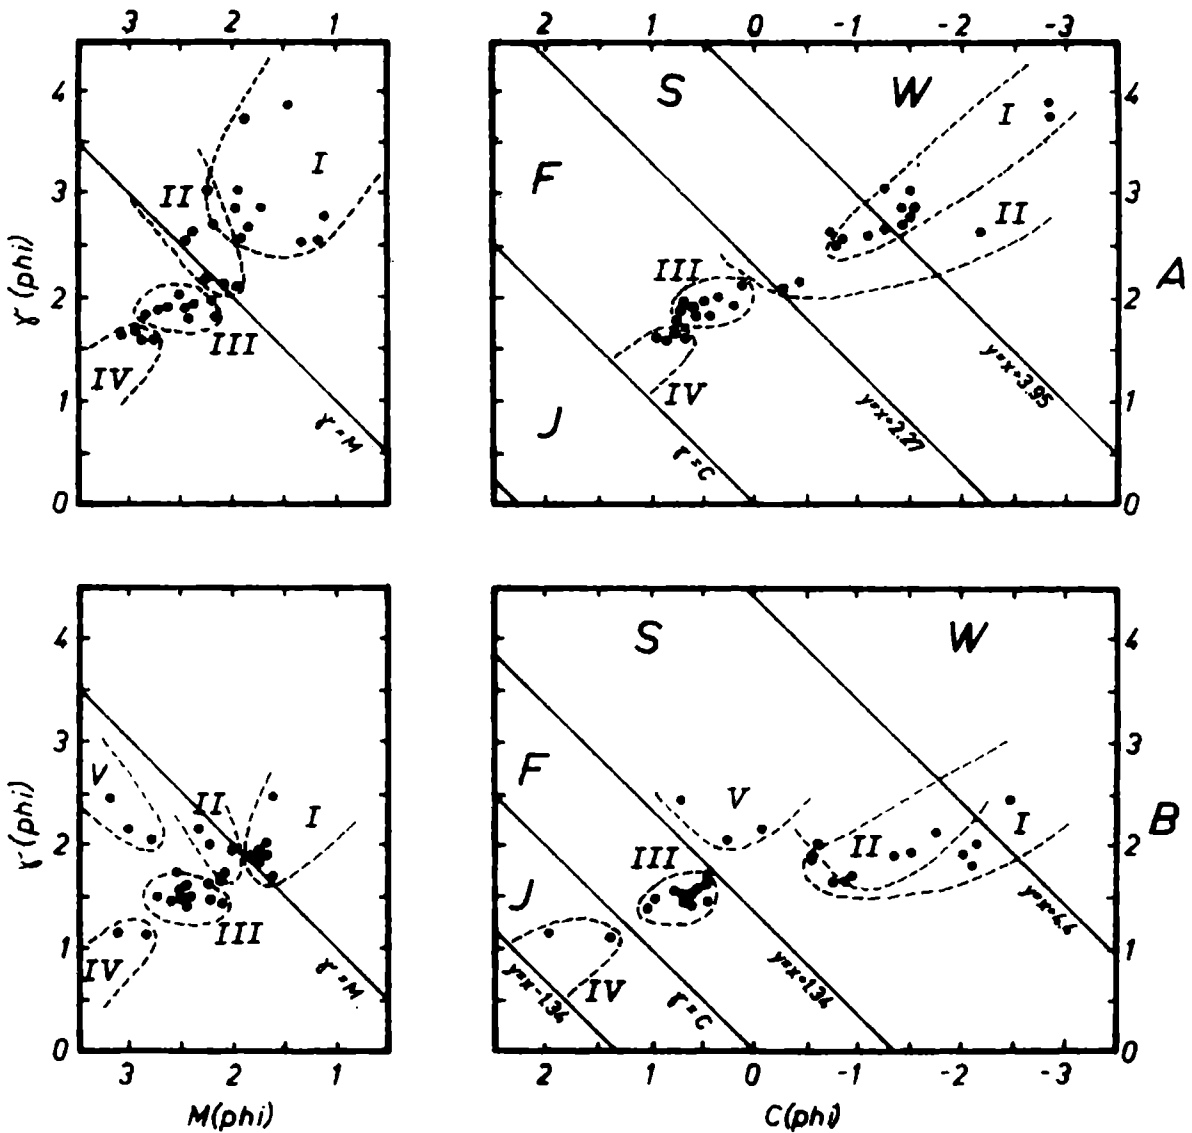 3 2 1 2 1 0 -1 -2 -3
4 S W 4
I
F I
3 II 3
II
γ (phi) III A
2 2
III y=x+3.95
IV IV y=x+2.27
1 J 1
γ=M γ=C
0 0
4 S W 4
3 3
V F V
γ (phi) II I I B
2 III II 2
J
III y=x+4.4
1 1
IV γ=M y=x-1.34 IV γ=C y=x+1.34
0 0
3 2 1 2 1 0 -1 -2 -3
M(phi) C(phi)